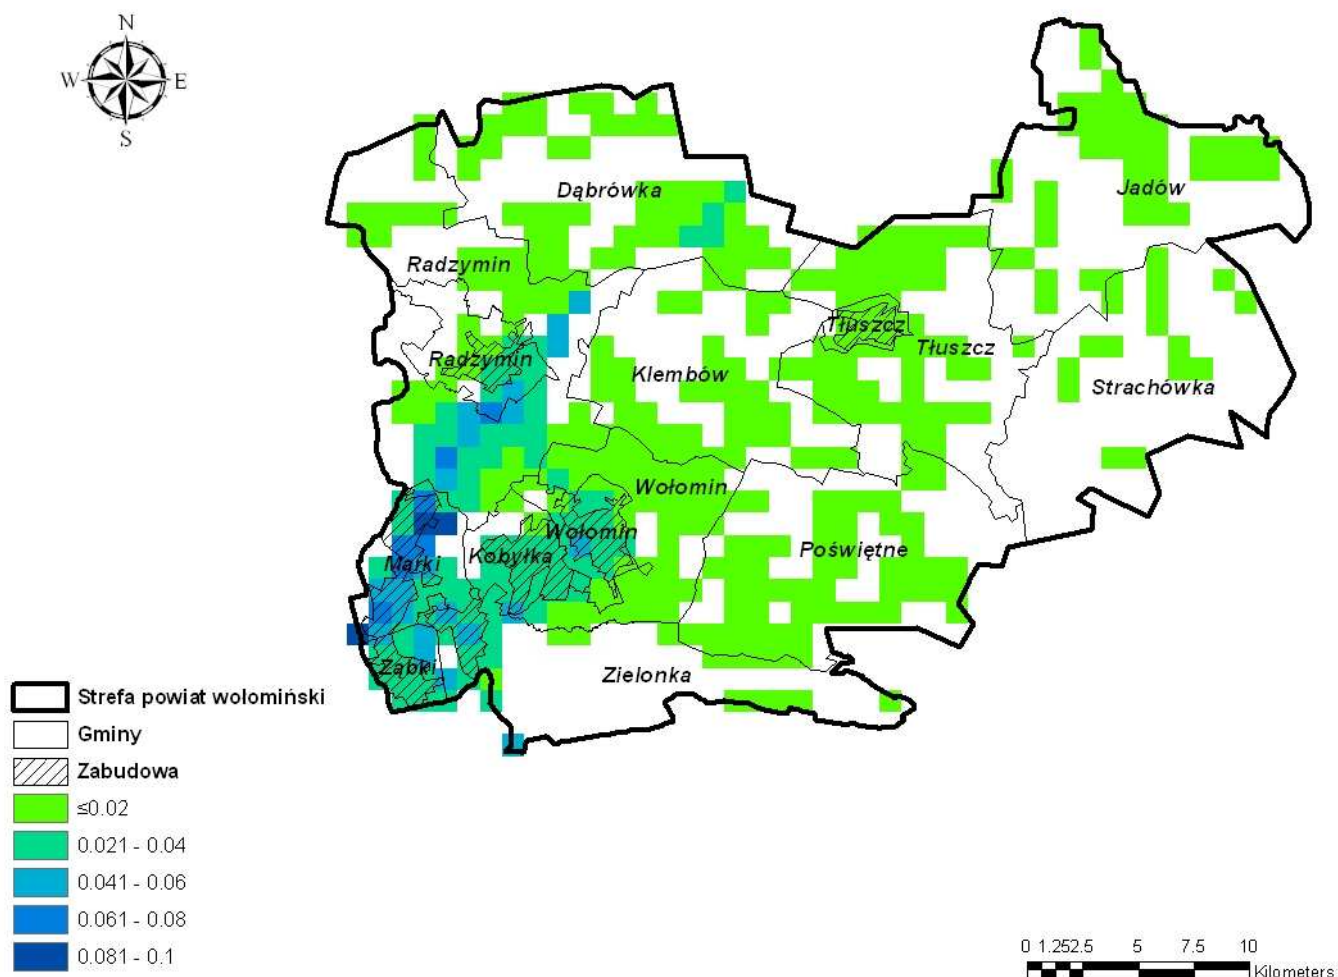 N
W E
S
Dąbrówka
Jadów
Radzymin
Tłuszcz
Radzymin
Klembów
Tłuszcz
Strachówka
Wołomin
Wołomin
Kobyłka
Poświętne
Marki
Ząbki
Zielonka
Strefa powiat wołomiński
Gminy
Zabudowa
≤0.02
0.021 - 0.04
0.041 - 0.06
0.061 - 0.08
0.081 - 0.1
0 1.252.5 5 7.5 10
Kilometers